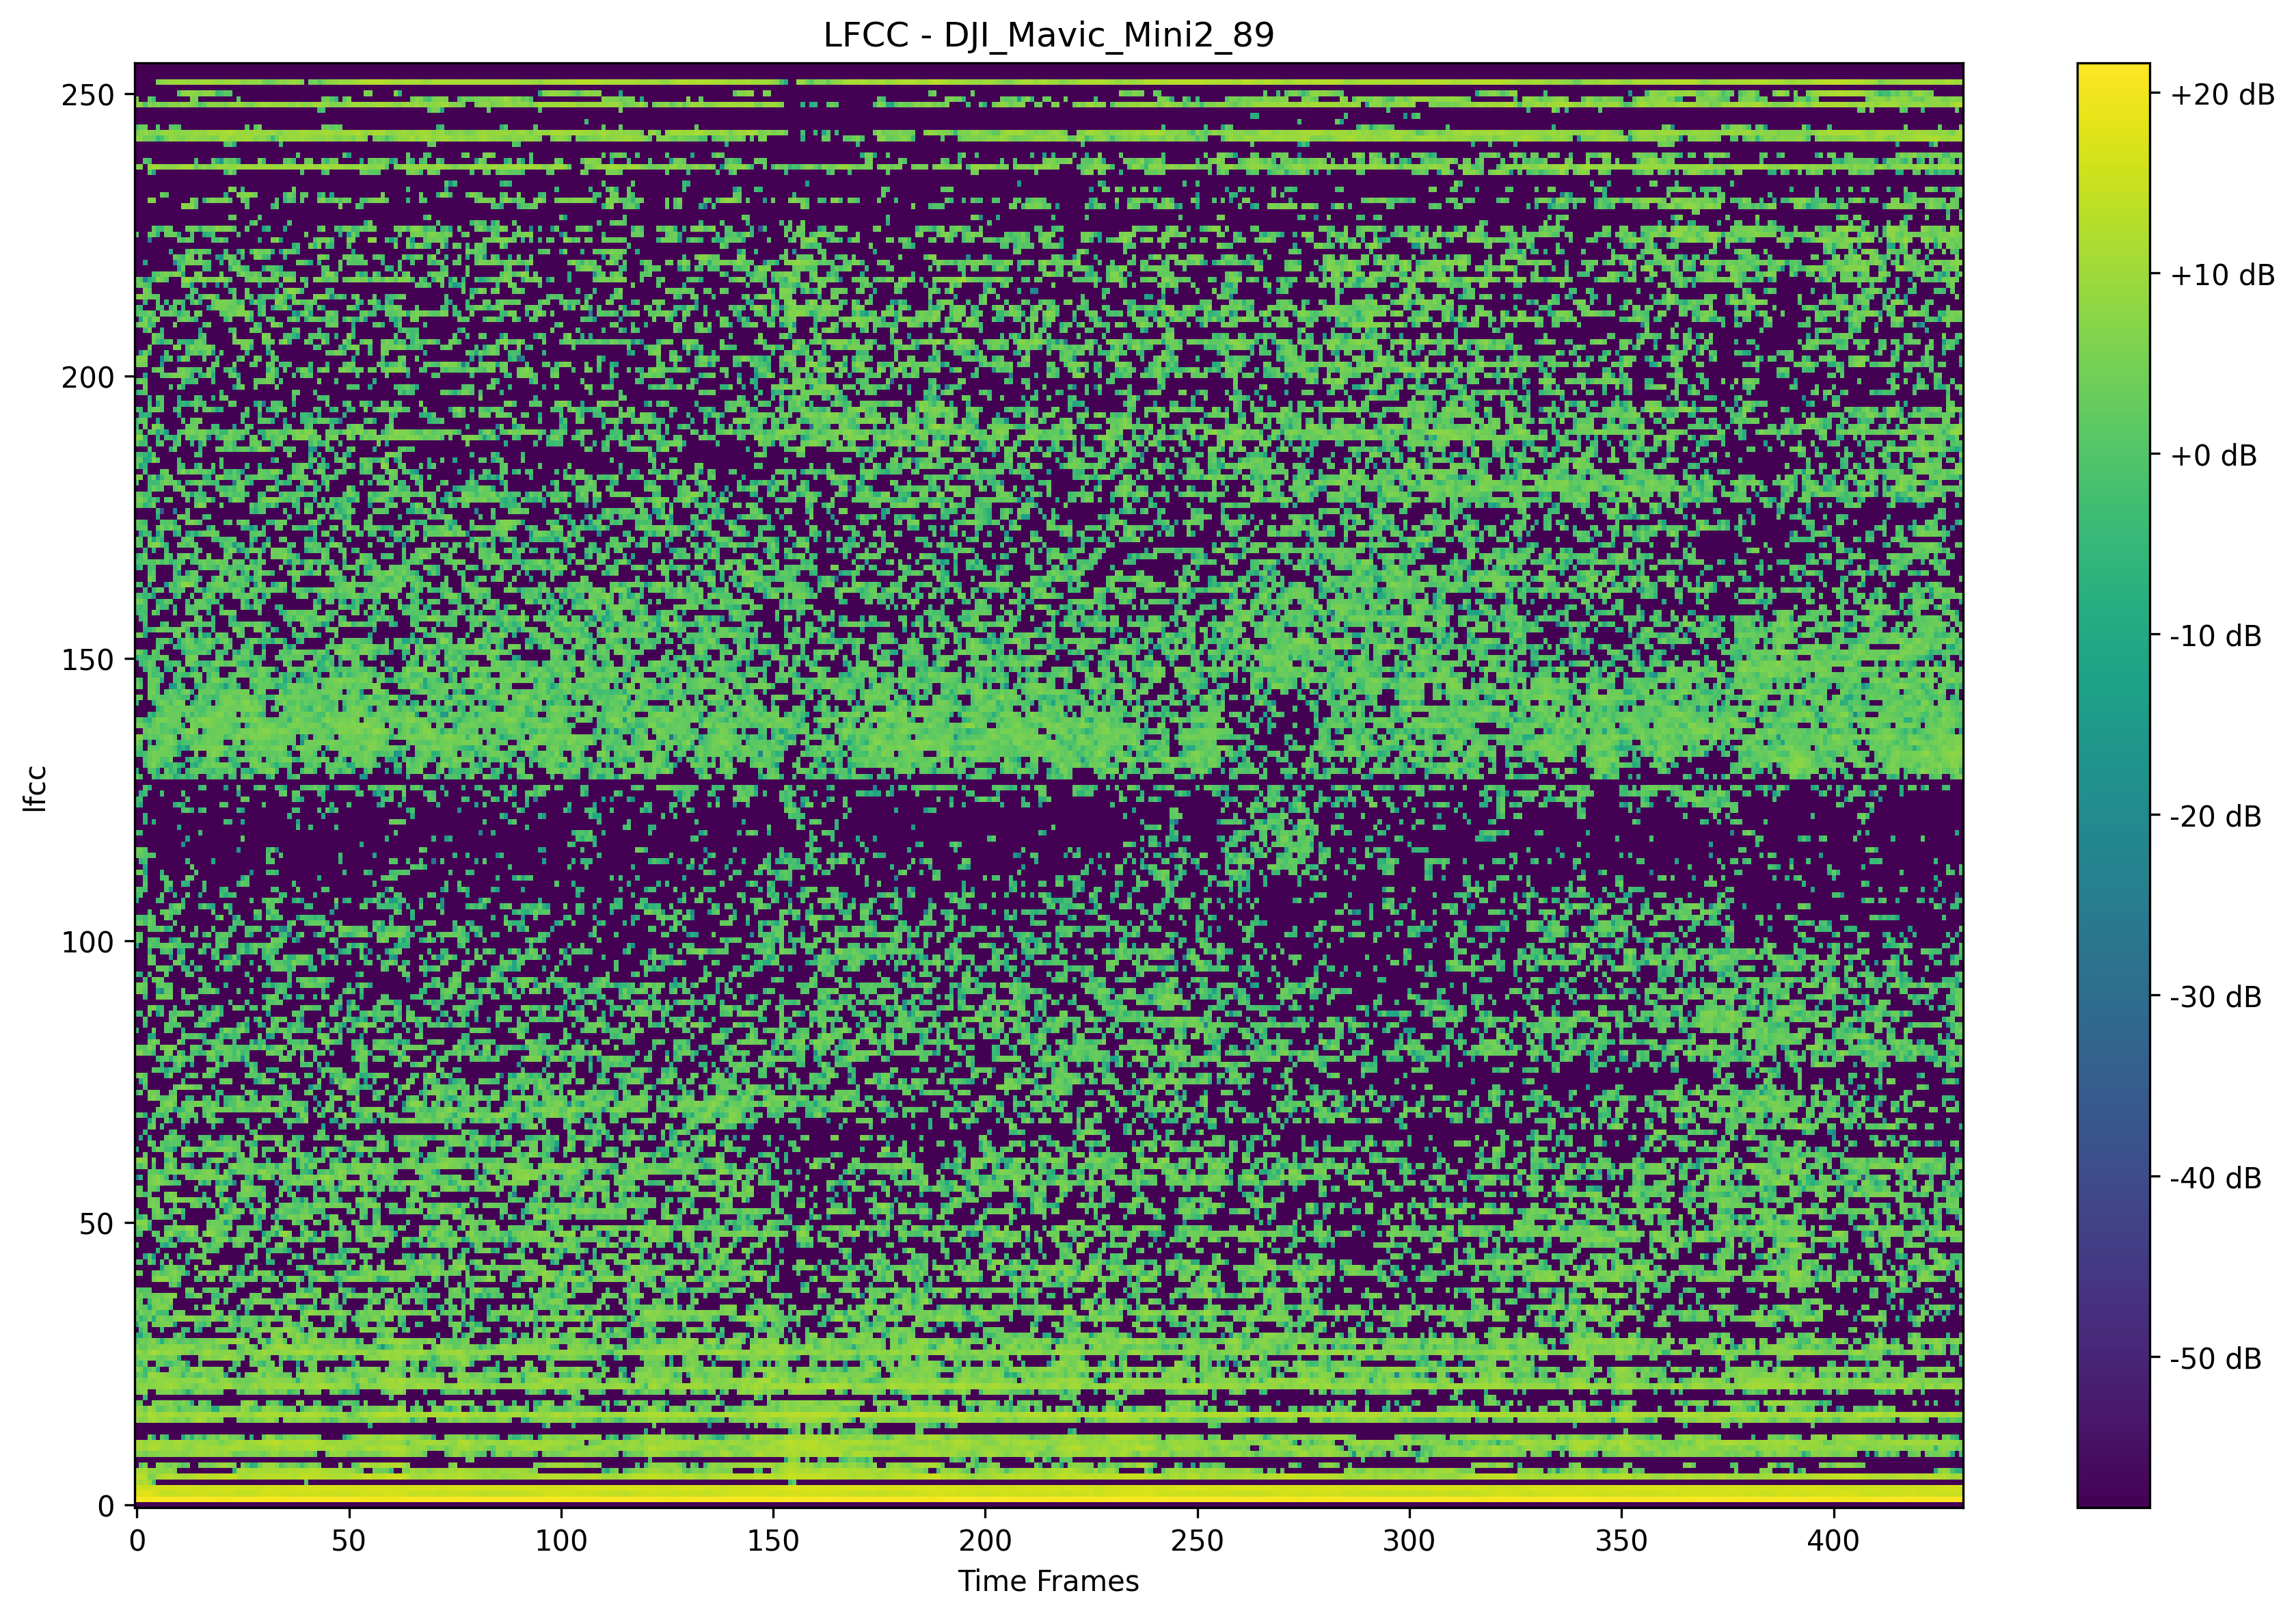 LFCC - DJI_Mavic_Mini2_89
250
200
150
100
50
0
lfcc
0 50 100 150 200 250 300 350 400
Time Frames
+20 dB
+10 dB
+0 dB
-10 dB
-20 dB
-30 dB
-40 dB
-50 dB